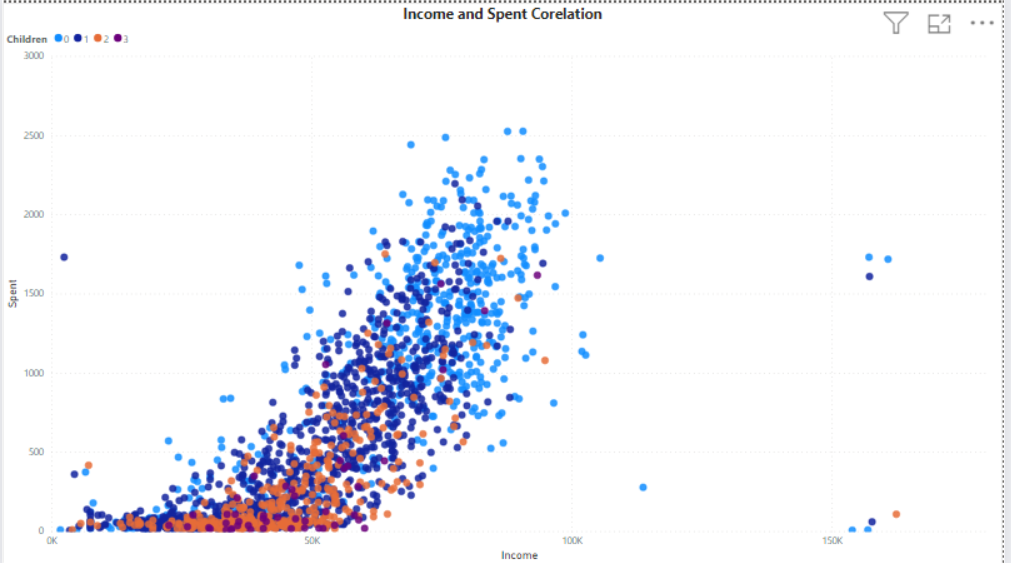 Income and Spent Corelation
Children 0 1 2 3
3000
2500
2000
1500
1000
500
0
Spent
0K 50K 100K 150K
Income